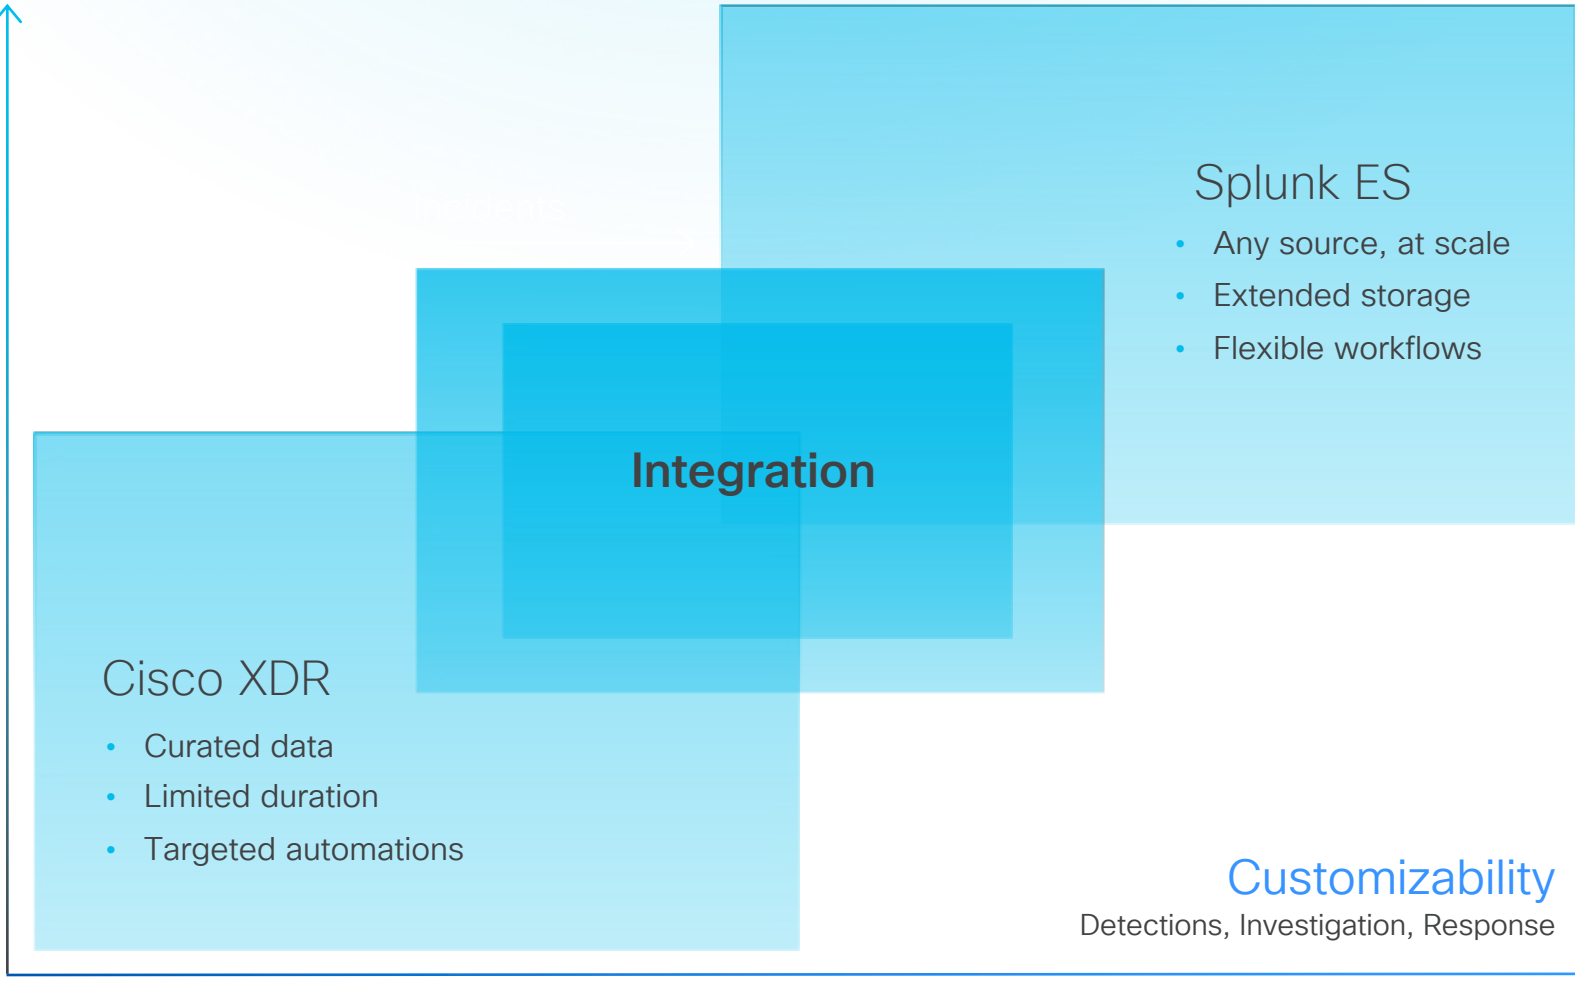 Splunk ES
• Any source, at scale
• Extended storage
• Flexible workflows
Incidents
Integration
Cisco XDR
• Curated data
• Limited duration
• Targeted automations
Customizability
Detections, Investigation, Response